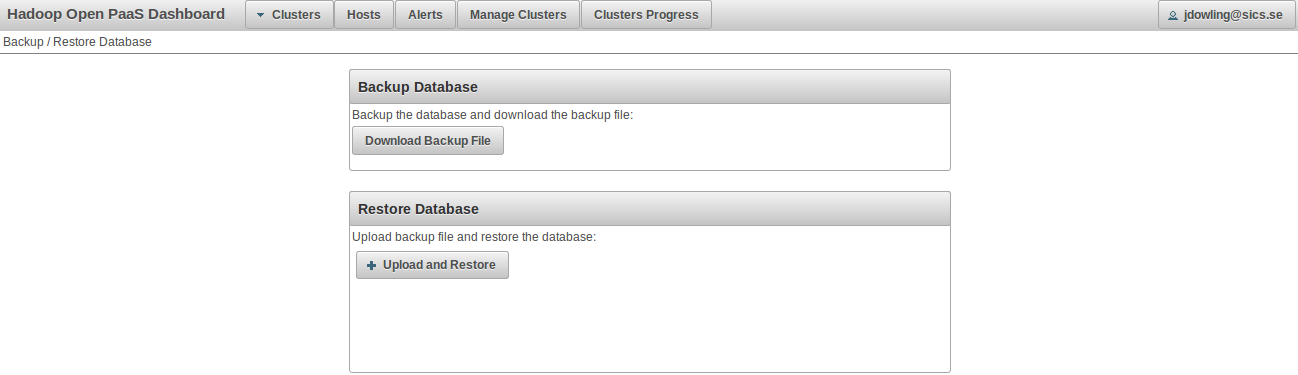 Hadoop Open PaaS Dashboard Clusters Hosts Alerts Manage Clusters Clusters Progress jdowling@sics.se
Backup / Restore Database
Backup Database
Backup the database and download the backup file:
Download Backup File
Restore Database
Upload backup file and restore the database:
Upload and Restore